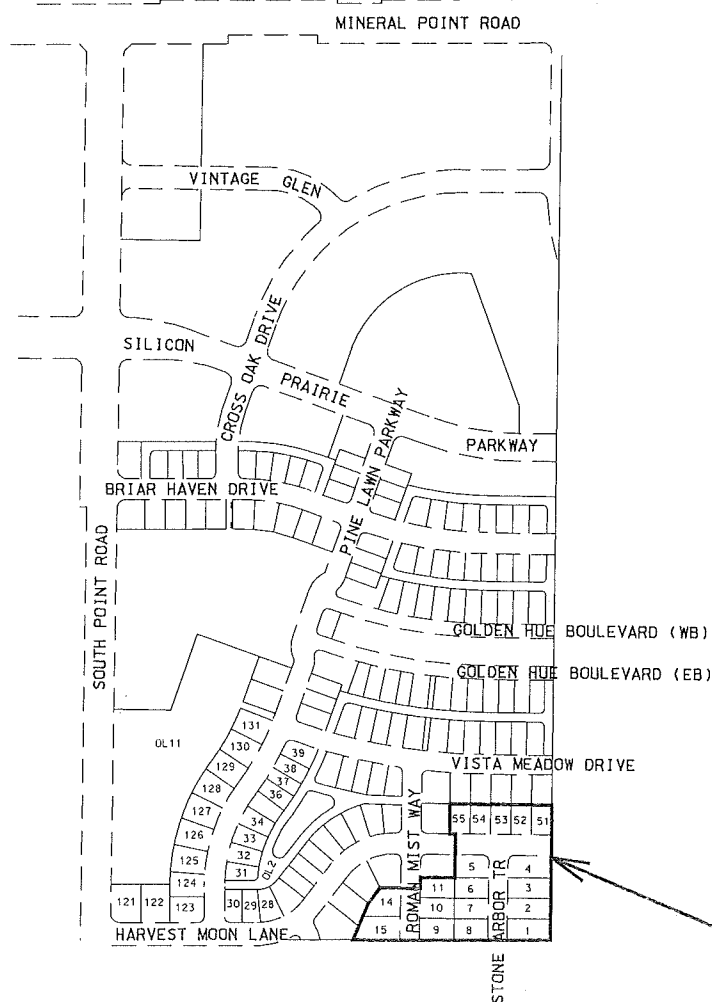 MINERAL POINT ROAD
VINTAGE GLEN
CROSS OAK DRIVE
SILICON PRAIRIE PARKWAY
PINE LAWN PARKWAY
BRIAR HAVEN DRIVE
SOUTH POINT ROAD
GOLDEN HUE BOULEVARD (WB)
GOLDEN HUE BOULEVARD (EB)
VISTA MEADOW DRIVE
OL11
131
130
129
128
127
126
125
124
123
121 122
39
38
37
36
34
33
32
31
OL2
30 29 28
HARVEST MOON LANE
ROMAN MIST WAY
55 54 53 52 51
5 4
11 6 3
14 10 7 2
15 9 8 1
STONE ARBOR TR